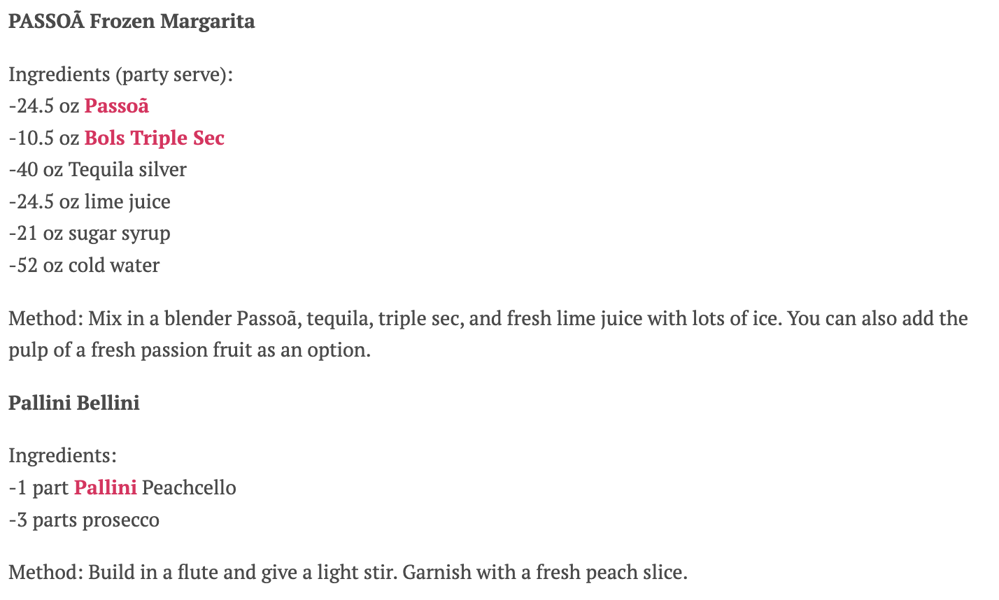 PASSOÃ Frozen Margarita
Ingredients (party serve):
-24.5 oz Passoã
-10.5 oz Bols Triple Sec
-40 oz Tequila silver
-24.5 oz lime juice
-21 oz sugar syrup
-52 oz cold water
Method: Mix in a blender Passoã, tequila, triple sec, and fresh lime juice with lots of ice. You can also add the
pulp of a fresh passion fruit as an option.
Pallini Bellini
Ingredients:
-1 part Pallini Peachcello
-3 parts prosecco
Method: Build in a flute and give a light stir. Garnish with a fresh peach slice.